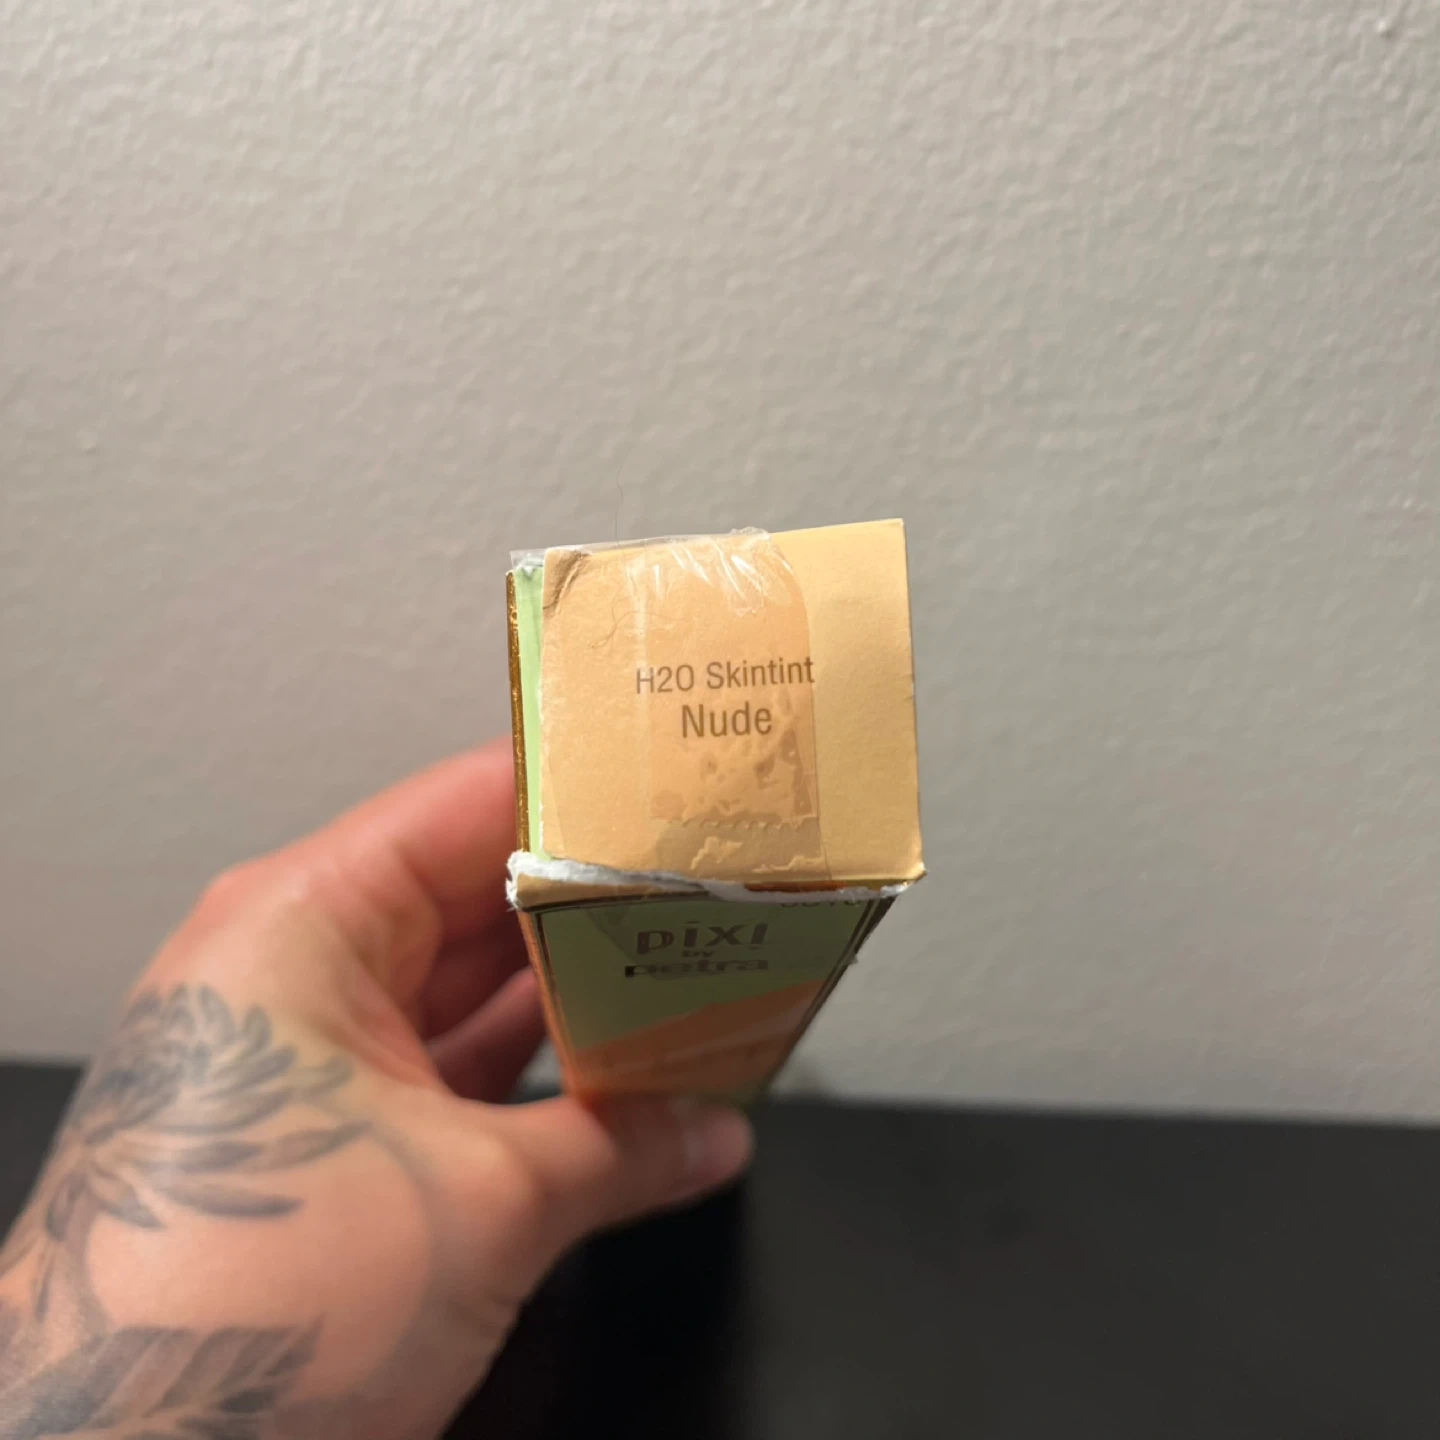 H2O Skintint
Nude
pixi
by
petra